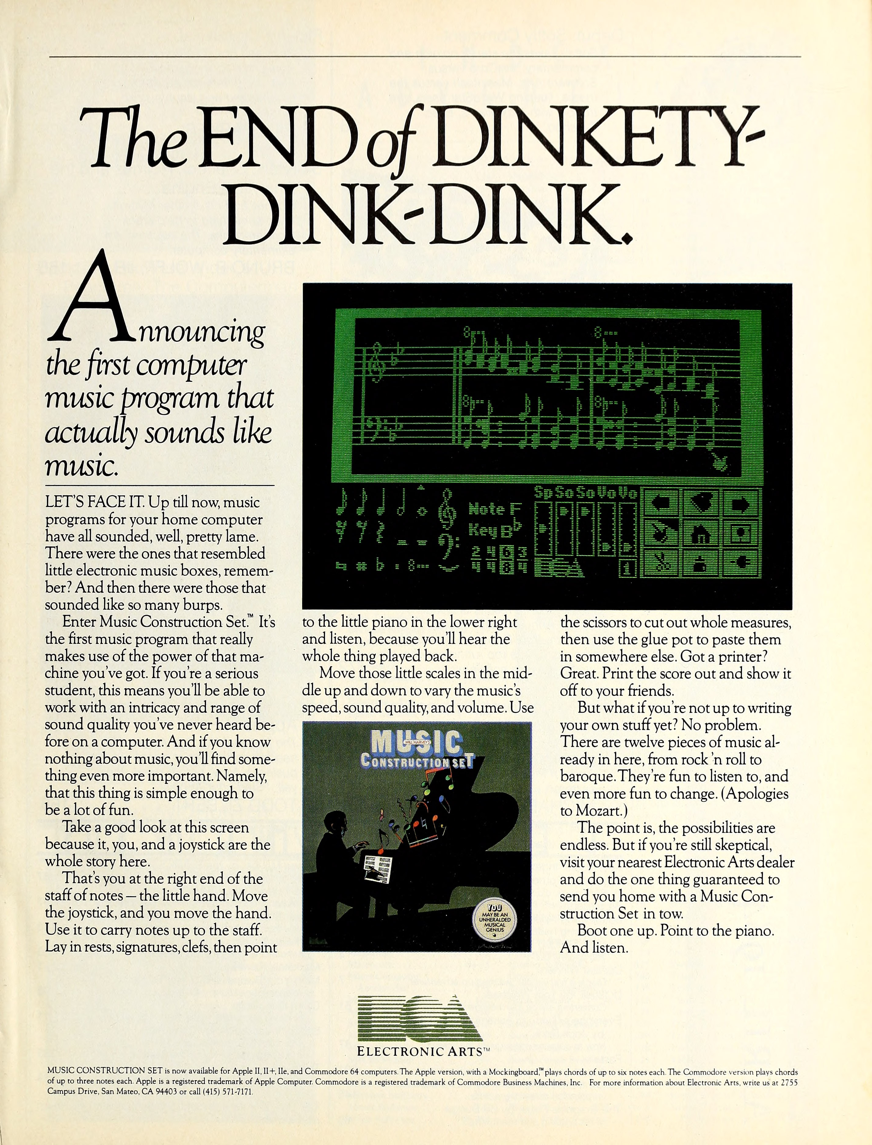 The END of DINKETY-
DINK-DINK.
Announcing
the first computer
music program that
actually sounds like
music.
LET'S FACE IT. Up till now, music
programs for your home computer
have all sounded, well, pretty lame.
There were the ones that resembled
little electronic music boxes, remem-
ber? And then there were those that
sounded like so many burps.
Enter Music Construction Set.™ It's
the first music program that really
makes use of the power of that ma-
chine you've got. If you're a serious
student, this means you'll be able to
work with an intricacy and range of
sound quality you've never heard be-
fore on a computer. And if you know
nothing about music, you'll find some-
thing even more important. Namely,
that this thing is simple enough to
be a lot of fun.
Take a good look at this screen
because it, you, and a joystick are the
whole story here.
That's you at the right end of the
staff of notes — the little hand. Move
the joystick, and you move the hand.
Use it to carry notes up to the staff.
Lay in rests, signatures, clefs, then point
8
8
8
8
Sp So So Vo Vo
Note F
Key B♭
2 4 6 3
4 4 8 4
1
to the little piano in the lower right
and listen, because you'll hear the
whole thing played back.
Move those little scales in the mid-
dle up and down to vary the music's
speed, sound quality, and volume. Use
MUSIC
CONSTRUCTION SET
YOU
MAY BE AN
UNHERALDED
MUSICAL
GENIUS
the scissors to cut out whole measures,
then use the glue pot to paste them
in somewhere else. Got a printer?
Great. Print the score out and show it
off to your friends.
But what if you're not up to writing
your own stuff yet? No problem.
There are twelve pieces of music al-
ready in here, from rock 'n roll to
baroque. They're fun to listen to, and
even more fun to change. (Apologies
to Mozart.)
The point is, the possibilities are
endless. But if you're still skeptical,
visit your nearest Electronic Arts dealer
and do the one thing guaranteed to
send you home with a Music Con-
struction Set in tow.
Boot one up. Point to the piano.
And listen.
ELECTRONIC ARTS™
MUSIC CONSTRUCTION SET is now available for Apple II, II+, IIe, and Commodore 64 computers. The Apple version, with a Mockingboard,™ plays chords of up to six notes each. The Commodore version plays chords
of up to three notes each. Apple is a registered trademark of Apple Computer. Commodore is a registered trademark of Commodore Business Machines, Inc. For more information about Electronic Arts, write us at 2755
Campus Drive, San Mateo, CA 94403 or call (415) 571-7171.